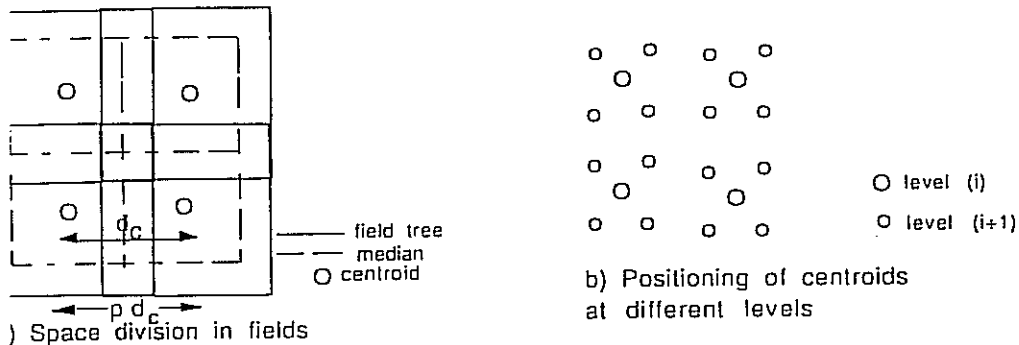 d_c
field tree
median
centroid
p d_c
) Space division in fields
level (i)
level (i+1)
b) Positioning of centroids
at different levels